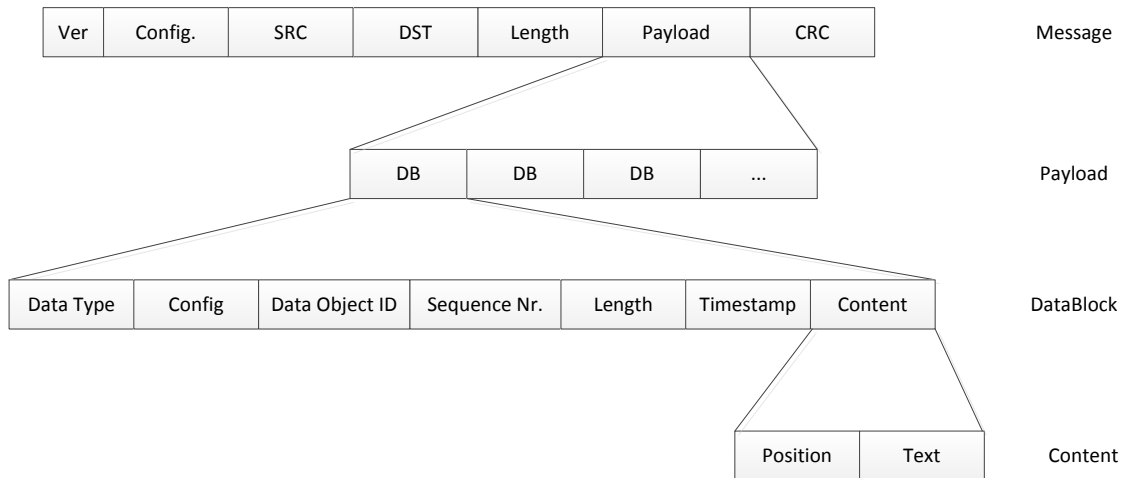 Ver Config. SRC DST Length Payload CRC Message
DB DB DB ... Payload
Data Type Config Data Object ID Sequence Nr. Length Timestamp Content DataBlock
Position Text Content